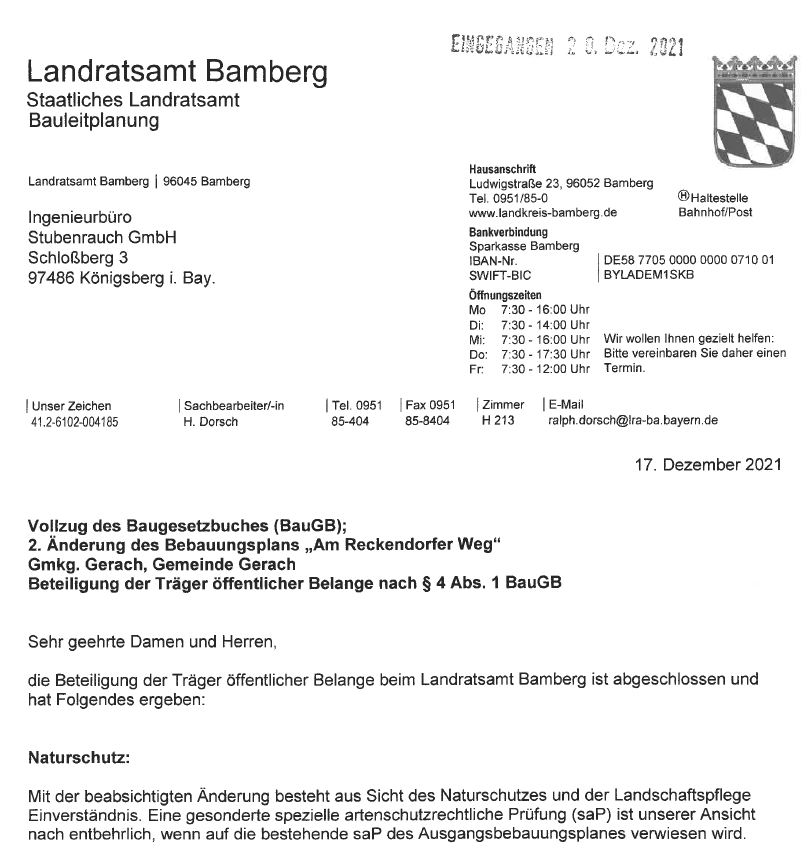 EINGEGANGEN 20. Dez. 2021
Landratsamt Bamberg
Staatliches Landratsamt
Bauleitplanung
Landratsamt Bamberg | 96045 Bamberg
Ingenieurbüro
Stubenrauch GmbH
Schloßberg 3
97486 Königsberg i. Bay.
Hausanschrift
Ludwigstraße 23, 96052 Bamberg
Tel. 0951/85-0
www.landkreis-bamberg.de
Ⓗ Haltestelle
Bahnhof/Post
Bankverbindung
Sparkasse Bamberg
IBAN-Nr. | DE58 7705 0000 0000 0710 01
SWIFT-BIC | BYLADEM1SKB
Öffnungszeiten
Mo 7:30 - 16:00 Uhr
Di: 7:30 - 14:00 Uhr
Mi: 7:30 - 16:00 Uhr
Do: 7:30 - 17:30 Uhr
Fr: 7:30 - 12:00 Uhr
Wir wollen Ihnen gezielt helfen:
Bitte vereinbaren Sie daher einen
Termin.
| Unser Zeichen | Sachbearbeiter/-in | Tel. 0951 | Fax 0951 | Zimmer | E-Mail
41.2-6102-004185 H. Dorsch 85-404 85-8404 H 213 ralph.dorsch@lra-ba.bayern.de
17. Dezember 2021
Vollzug des Baugesetzbuches (BauGB);
2. Änderung des Bebauungsplans „Am Reckendorfer Weg“
Gmkg. Gerach, Gemeinde Gerach
Beteiligung der Träger öffentlicher Belange nach § 4 Abs. 1 BauGB
Sehr geehrte Damen und Herren,
die Beteiligung der Träger öffentlicher Belange beim Landratsamt Bamberg ist abgeschlossen und
hat Folgendes ergeben:
Naturschutz:
Mit der beabsichtigten Änderung besteht aus Sicht des Naturschutzes und der Landschaftspflege
Einverständnis. Eine gesonderte spezielle artenschutzrechtliche Prüfung (saP) ist unserer Ansicht
nach entbehrlich, wenn auf die bestehende saP des Ausgangsbebauungsplanes verwiesen wird.